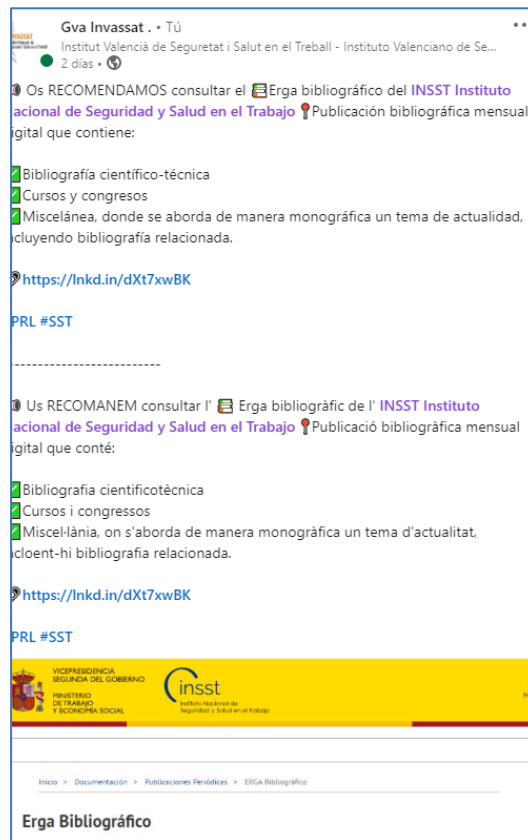 Gva Invassat . • Tú
Institut Valencià de Seguretat i Salut en el Treball - Instituto Valenciano de Se...
2 días •
Os RECOMENDAMOS consultar el Erga bibliográfico del INSST Instituto
acional de Seguridad y Salud en el Trabajo Publicación bibliográfica mensual
igital que contiene:
Bibliografía científico-técnica
Cursos y congresos
Miscelánea, donde se aborda de manera monográfica un tema de actualidad,
ncluyendo bibliografía relacionada.
https://lnkd.in/dXt7xwBK
PRL #SST
--------------------------
Us RECOMANEM consultar l' Erga bibliogràfic de l' INSST Instituto
acional de Seguridad y Salud en el Trabajo Publicació bibliogràfica mensual
igital que conté:
Bibliografia cientificotècnica
Cursos i congressos
Miscel·lània, on s'aborda de manera monogràfica un tema d'actualitat,
ncloent-hi bibliografia relacionada.
https://lnkd.in/dXt7xwBK
PRL #SST
VICEPRESIDENCIA
SEGUNDA DEL GOBIERNO
MINISTERIO
DE TRABAJO
Y ECONOMÍA SOCIAL
insst
Instituto Nacional de
Seguridad y Salud en el Trabajo
Inicio > Documentación > Publicaciones Periódicas > ERGA Bibliográfico
Erga Bibliográfico